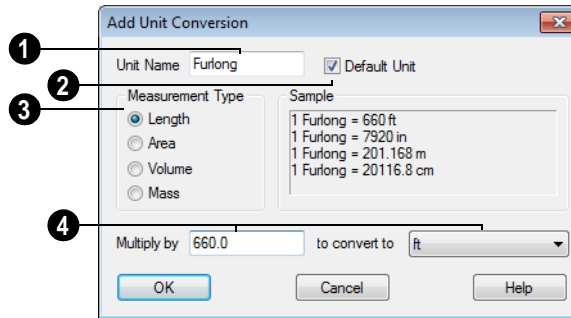 Add Unit Conversion
1
Unit Name Furlong Default Unit
2
3
Measurement Type
Length
Area
Volume
Mass
Sample
1 Furlong = 660 ft
1 Furlong = 7920 in
1 Furlong = 201.168 m
1 Furlong = 20116.8 cm
4
Multiply by 660.0 to convert to ft
OK Cancel Help